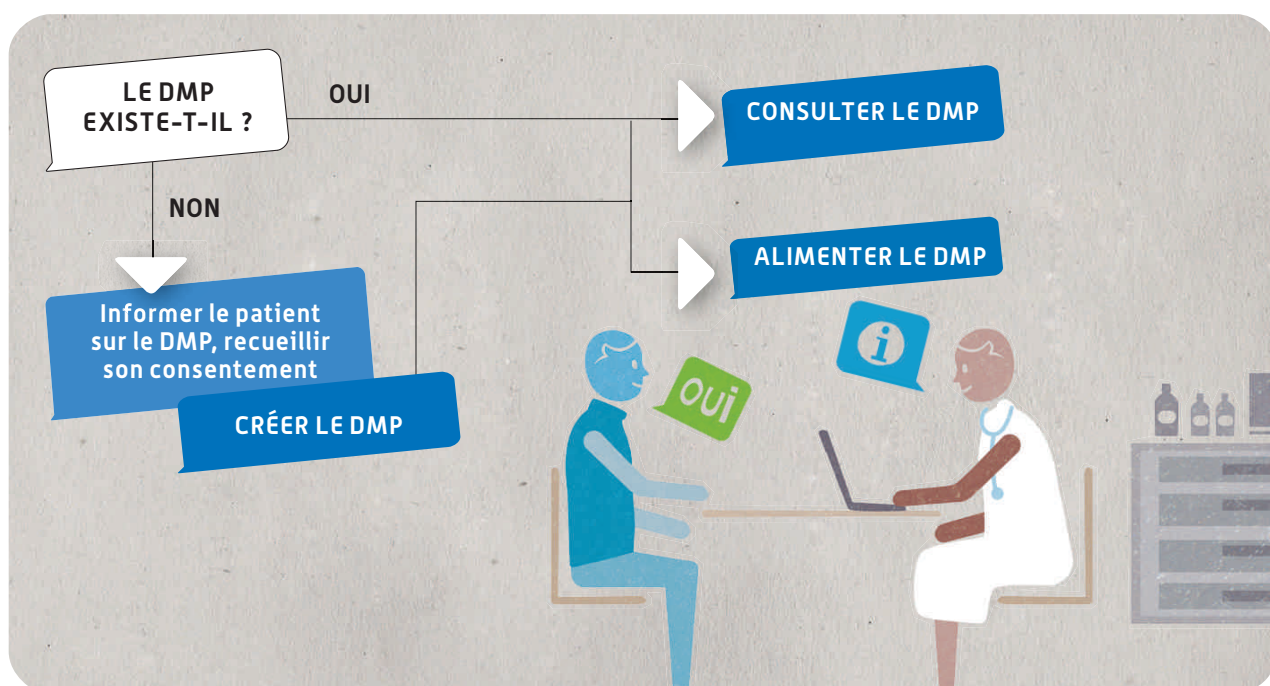 LE DMP
EXISTE-T-IL ?
OUI
CONSULTER LE DMP
NON
ALIMENTER LE DMP
Informer le patient
sur le DMP, recueillir
son consentement
CRÉER LE DMP
oui
i